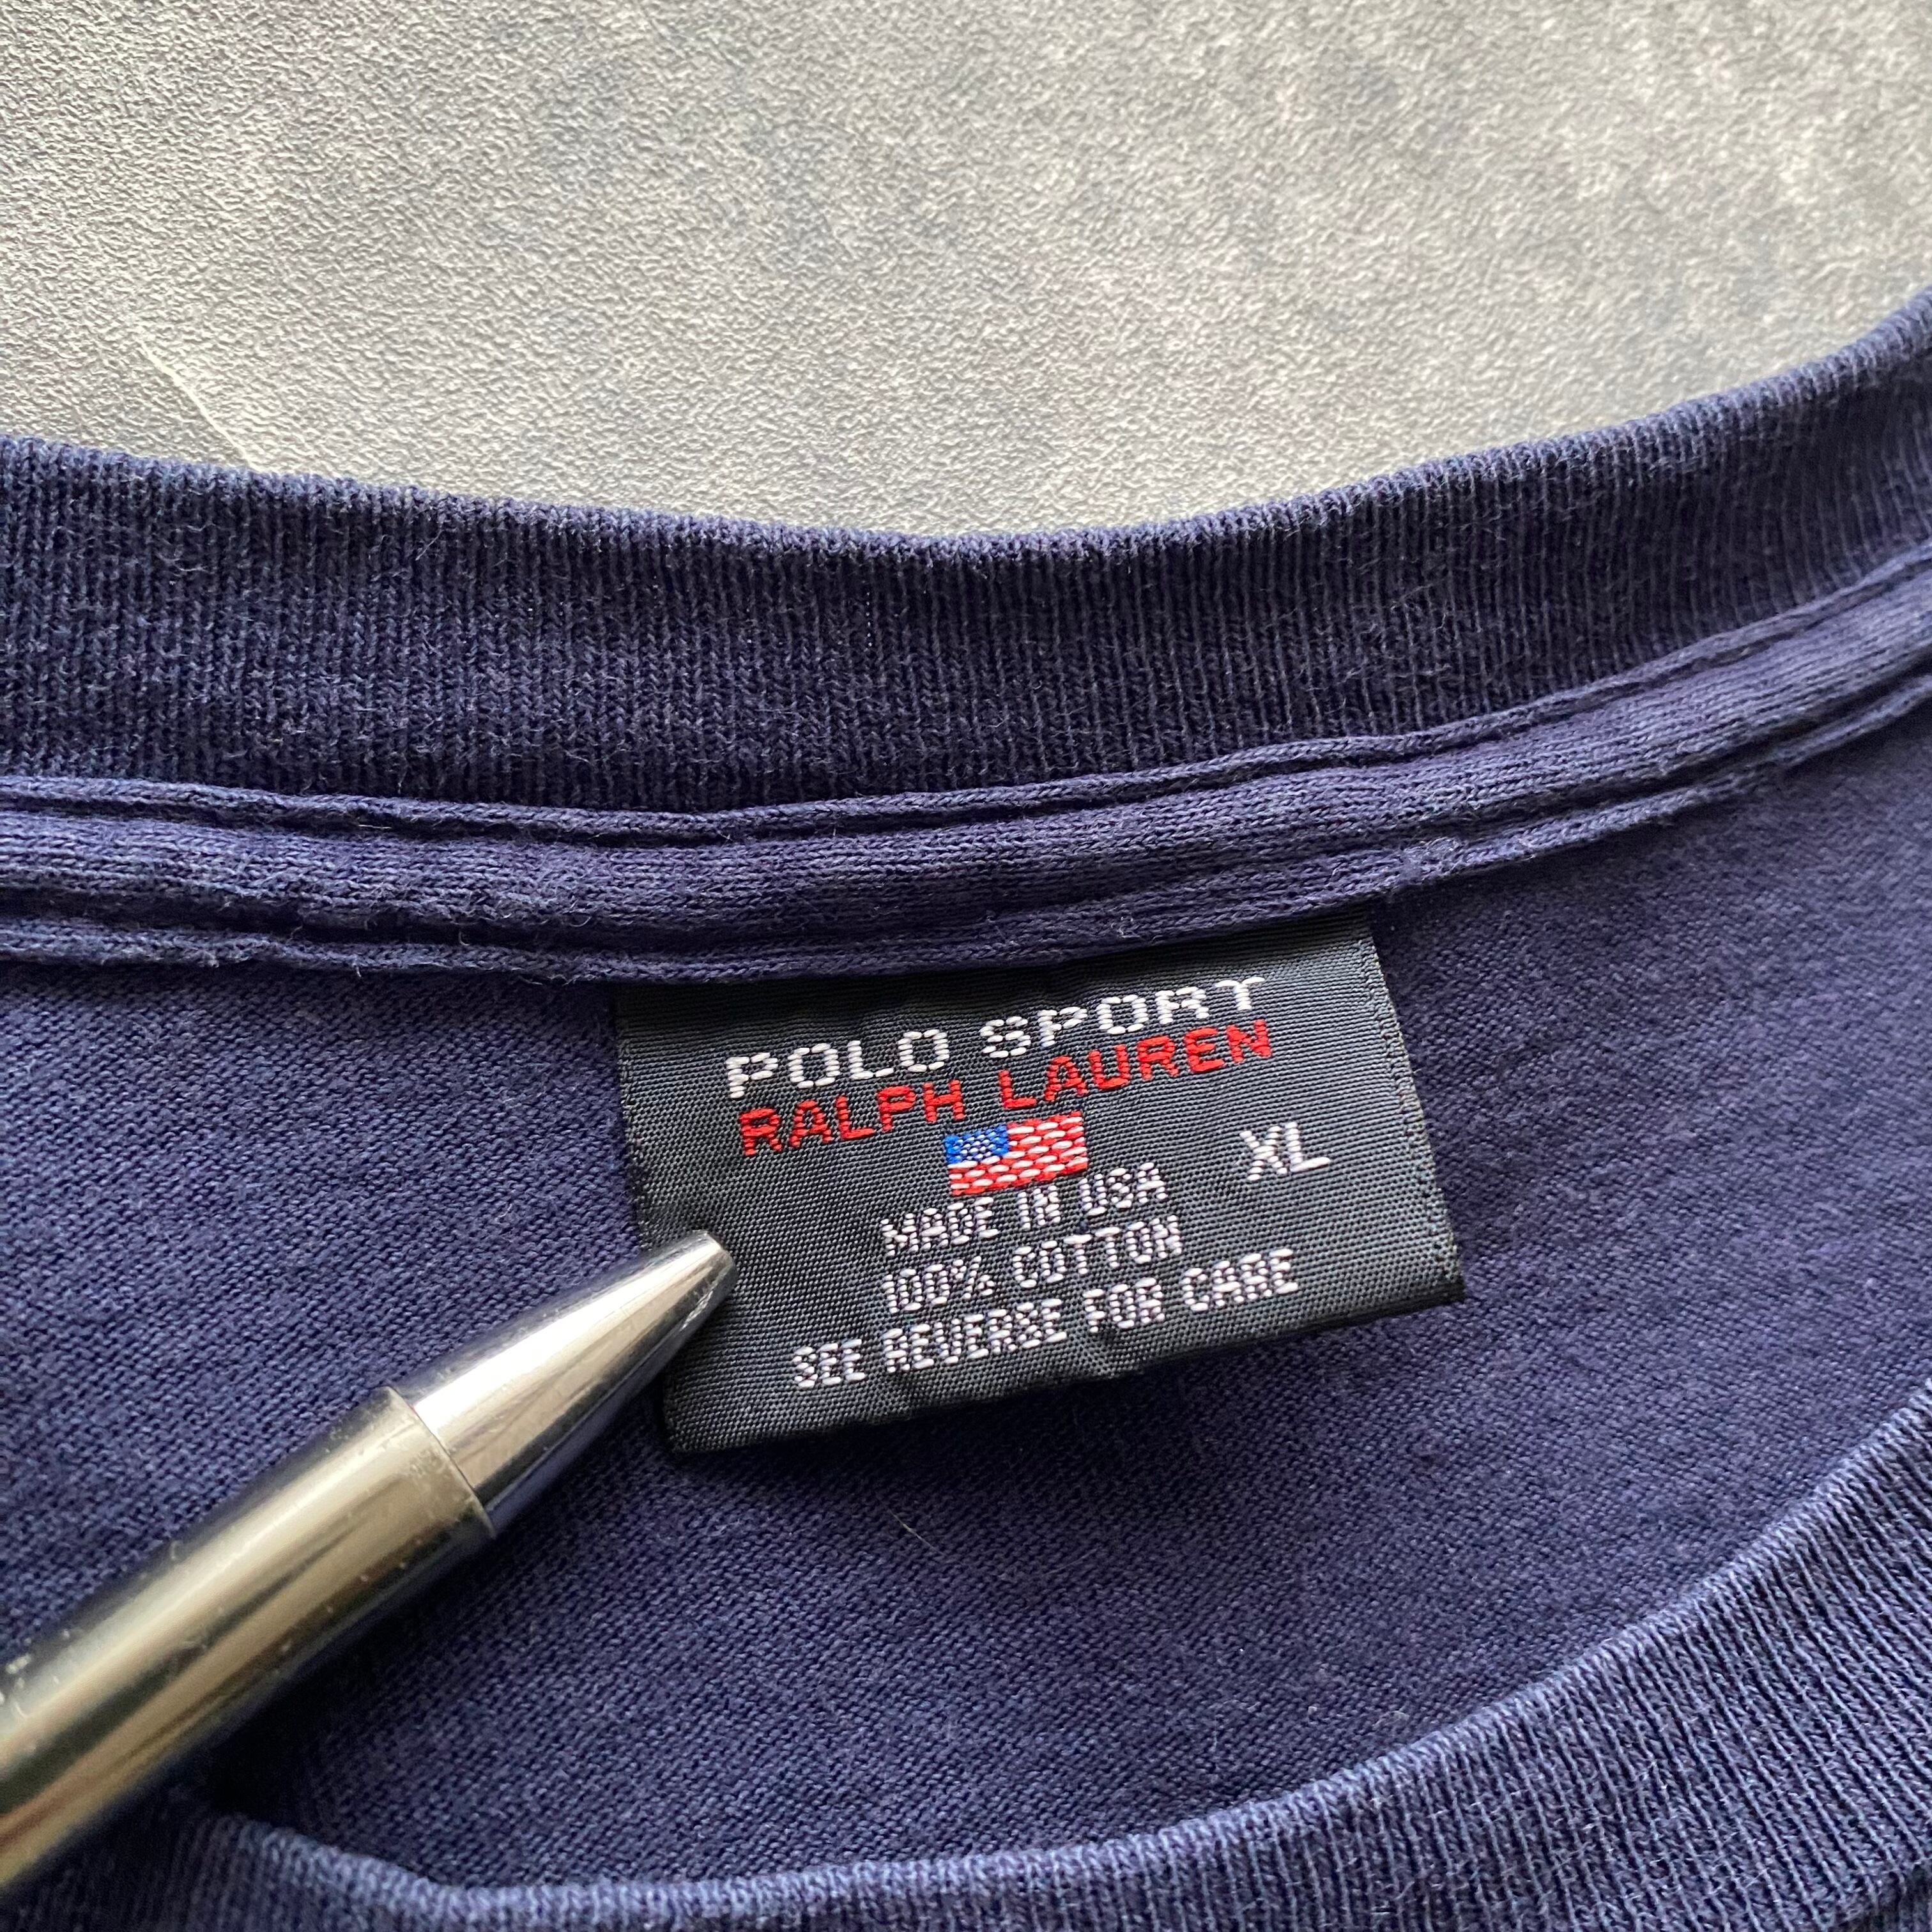 POLO SPORT
RALPH LAUREN
XL
MADE IN USA
100% COTTON
SEE REVERSE FOR CARE